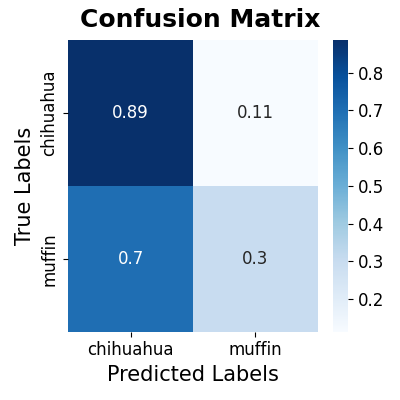 Confusion Matrix
True Labels
chihuahua
0.89
0.11
muffin
0.7
0.3
chihuahua
muffin
Predicted Labels
0.8
0.7
0.6
0.5
0.4
0.3
0.2